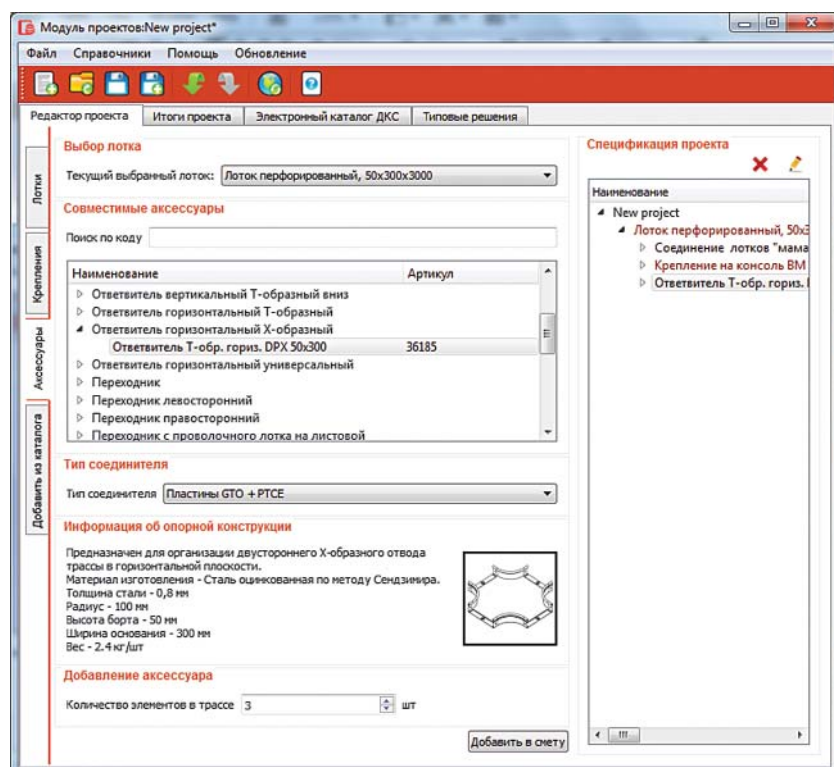 Модуль проектов:New project*
Файл Справочники Помощь Обновление
Редактор проекта Итоги проекта Электронный каталог ДКС Типовые решения
Лотки
Крепления
Аксессуары
Добавить из каталога
Выбор лотка
Текущий выбранный лоток: Лоток перфорированный, 50x300x3000
Совместимые аксессуары
Поиск по коду
Наименование Артикул
Ответвитель вертикальный Т-образный вниз
Ответвитель горизонтальный Т-образный
Ответвитель горизонтальный Х-образный
Ответвитель Т-обр. гориз. DPX 50x300 36185
Ответвитель горизонтальный универсальный
Переходник
Переходник левосторонний
Переходник правосторонний
Переходник с проволочного лотка на листовой
Тип соединителя
Тип соединителя Пластины GTO + PTCE
Информация об опорной конструкции
Предназначен для организации двустороннего Х-образного отвода
трассы в горизонтальной плоскости.
Материал изготовления - Сталь оцинкованная по методу Сендзимира.
Толщина стали - 0,8 мм
Радиус - 100 мм
Высота борта - 50 мм
Ширина основания - 300 мм
Вес - 2.4 кг/шт
Добавление аксессуара
Количество элементов в трассе 3 шт
Добавить в смету
Спецификация проекта
Наименование
New project
Лоток перфорированный, 50x3
Соединение лотков "мама
Крепление на консоль ВМ
Ответвитель Т-обр. гориз.